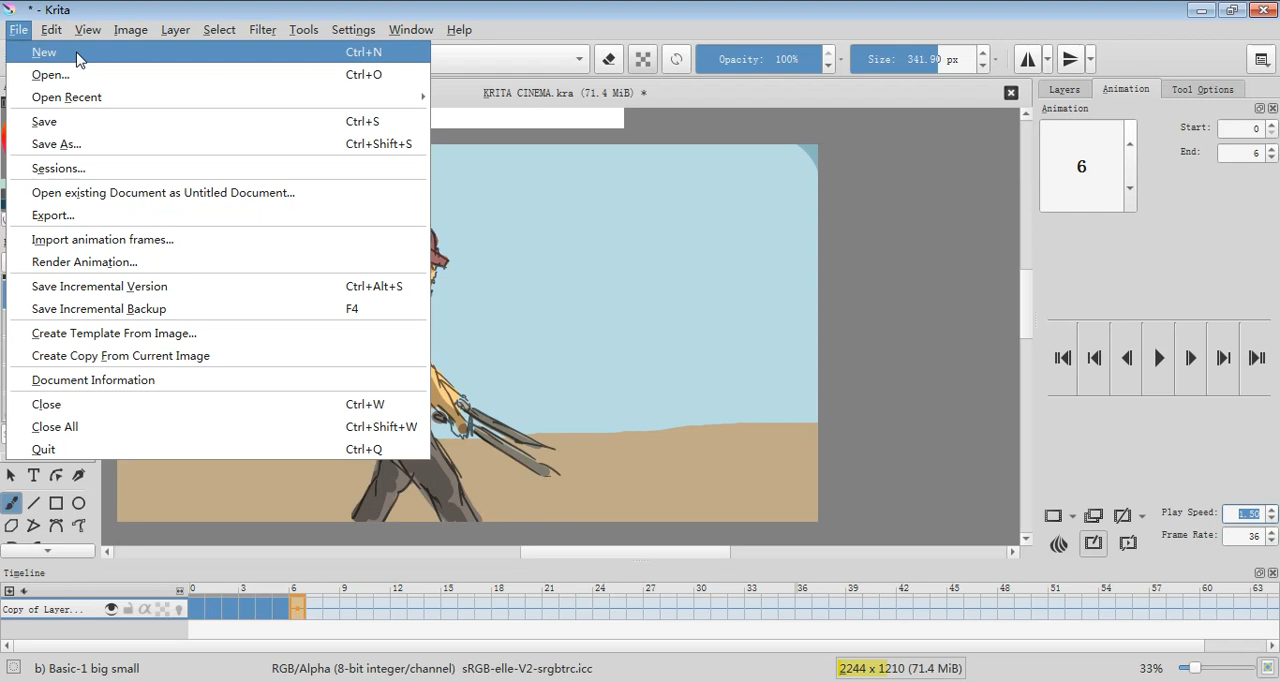 * - Krita
File Edit View Image Layer Select Filter Tools Settings Window Help
New Ctrl+N
Open... Ctrl+O
Open Recent
Save Ctrl+S
Save As... Ctrl+Shift+S
Sessions...
Open existing Document as Untitled Document...
Export...
Import animation frames...
Render Animation...
Save Incremental Version Ctrl+Alt+S
Save Incremental Backup F4
Create Template From Image...
Create Copy From Current Image
Document Information
Close Ctrl+W
Close All Ctrl+Shift+W
Quit Ctrl+Q
Opacity: 100% Size: 341.90 px
KRITA CINEMA.kra (71.4 MiB) *
Layers Animation Tool Options
Animation
6
Start: 0
End: 6
Play Speed: 1.50
Frame Rate: 36
Timeline
0 3 6 9 12 15 18 21 24 27 30 33 36 39 42 45 48 51 54 57 60 63
Copy of Layer...
b) Basic-1 big small RGB/Alpha (8-bit integer/channel) sRGB-elle-V2-srgbtrc.icc 2244 x 1210 (71.4 MiB) 33%